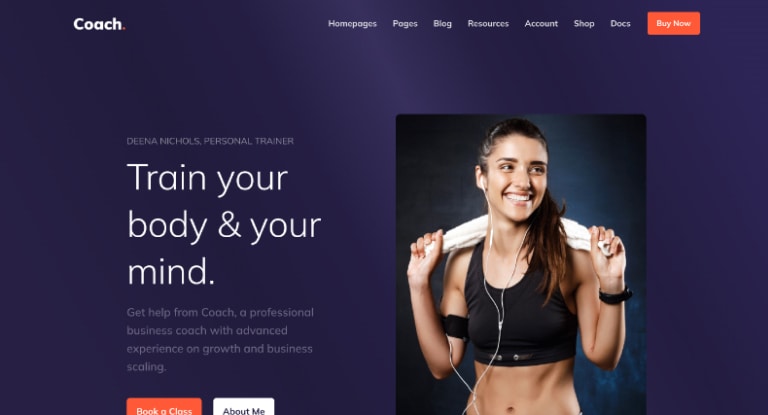 Coach.
Homepages Pages Blog Resources Account Shop Docs Buy Now
DEENA NICHOLS, PERSONAL TRAINER
Train your
body & your
mind.
Get help from Coach, a professional
business coach with advanced
experience on growth and business
scaling.
Book a Class About Me